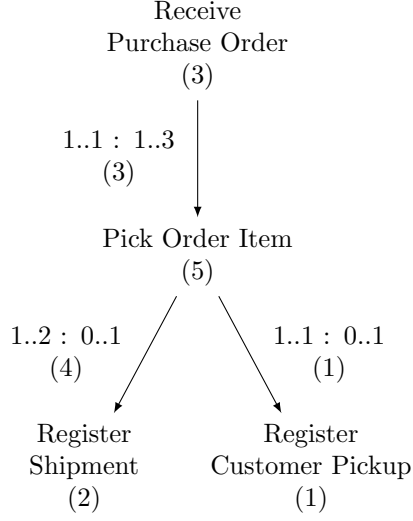 Receive
Purchase Order
(3)
1..1 : 1..3
(3)
Pick Order Item
(5)
1..2 : 0..1
(4)
1..1 : 0..1
(1)
Register
Shipment
(2)
Register
Customer Pickup
(1)